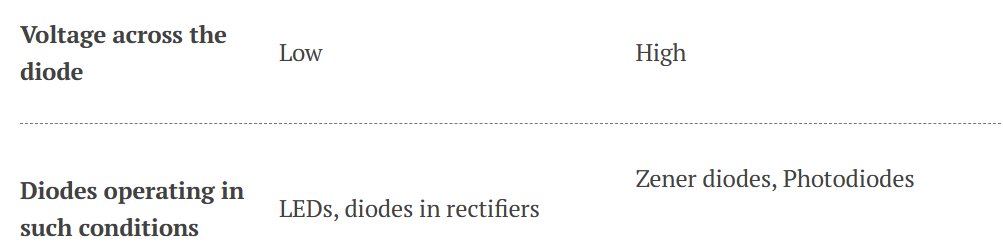 Voltage across the
diode
Low
High
Diodes operating in
such conditions
LEDs, diodes in rectifiers
Zener diodes, Photodiodes